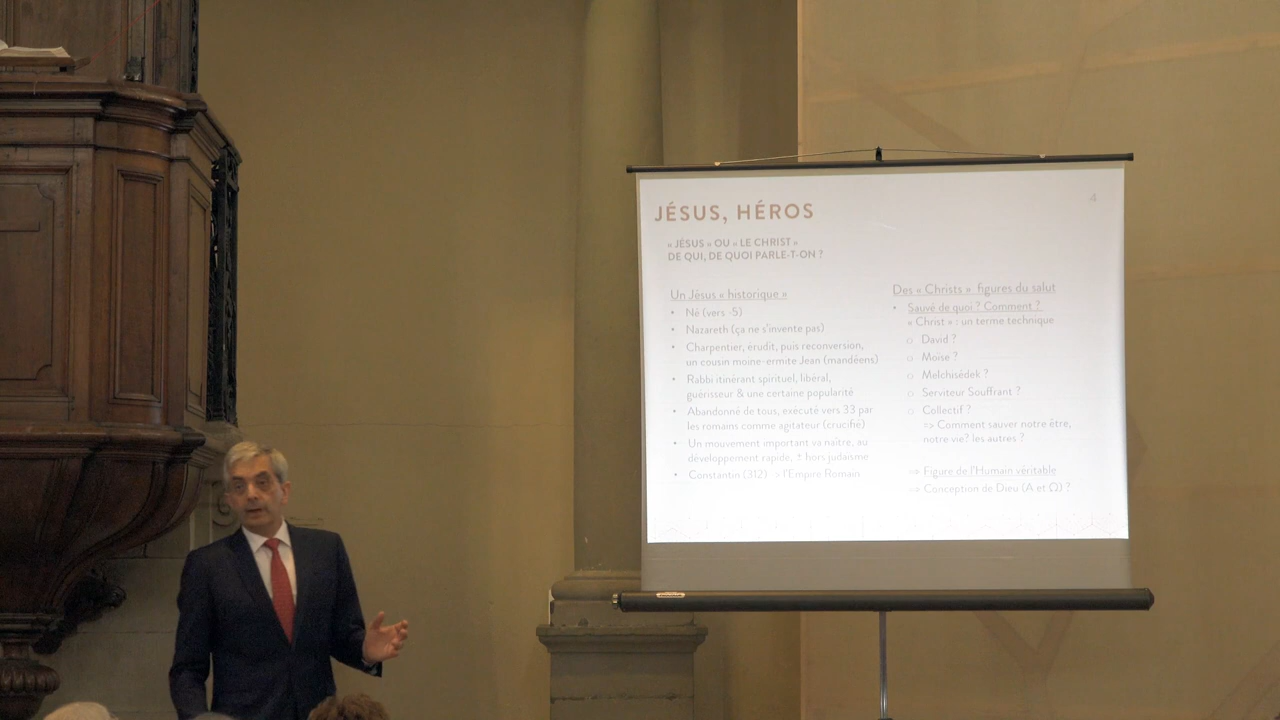 JÉSUS, HÉROS
4
« JÉSUS » OU « LE CHRIST »
DE QUI, DE QUOI PARLE-T-ON ?
Un Jésus « historique »
• Né (vers -5)
• Nazareth (ça ne s'invente pas)
• Charpentier, érudit, puis reconversion,
un cousin moine-ermite Jean (mandéens)
• Rabbi itinérant spirituel, libéral,
guérisseur & une certaine popularité
• Abandonné de tous, exécuté vers 33 par
les romains comme agitateur (crucifié)
• Un mouvement important va naître, au
développement rapide, ± hors judaïsme
• Constantin (312) -> l'Empire Romain
Des « Christs » figures du salut
• Sauvé de quoi ? Comment ?
« Christ » : un terme technique
o David ?
o Moïse ?
o Melchisédek ?
o Serviteur Souffrant ?
o Collectif ?
=> Comment sauver notre être,
notre vie? les autres ?
=> Figure de l'Humain véritable
=> Conception de Dieu (A et Ω) ?